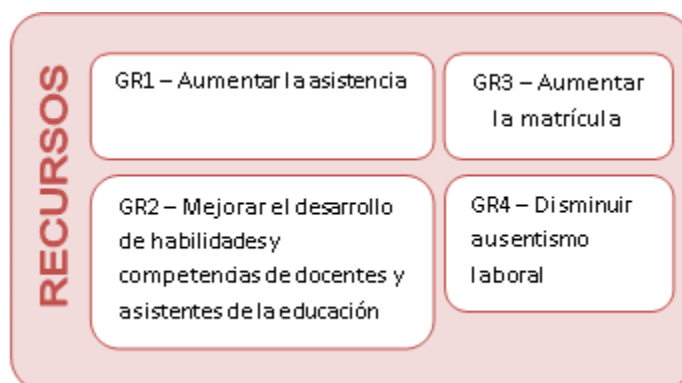 RECURSOS
GR1 – Aumentar la asistencia
GR3 – Aumentar
la matrícula
GR2 – Mejorar el desarrollo
de habilidades y
competencias de docentes y
asistentes de la educación
GR4 – Disminuir
ausentismo
laboral